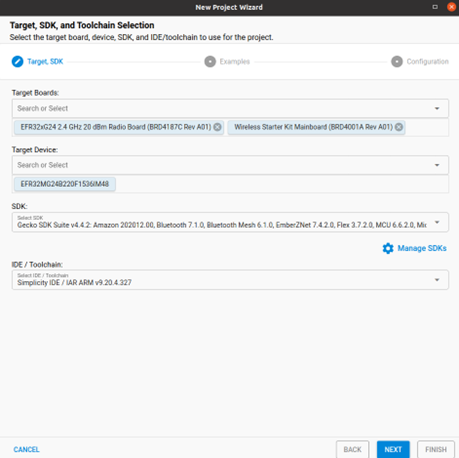 New Project Wizard
Target, SDK, and Toolchain Selection
Select the target board, device, SDK, and IDE/toolchain to use for the project.
Target, SDK
Examples
Configuration
Target Boards:
Search or Select
EFR32xG24 2.4 GHz 20 dBm Radio Board (BRD4187C Rev A01)
Wireless Starter Kit Mainboard (BRD4001A Rev A01)
Target Device:
Search or Select
EFR32MG24B220F1536IM48
SDK:
Select SDK
Gecko SDK Suite v4.4.2: Amazon 202012.00, Bluetooth 7.1.0, Bluetooth Mesh 6.1.0, EmberZNet 7.4.2.0, Flex 3.7.2.0, MCU 6.6.2.0, Mic
Manage SDKs
IDE / Toolchain:
Select IDE / Toolchain
Simplicity IDE / IAR ARM v9.20.4.327
CANCEL
BACK
NEXT
FINISH